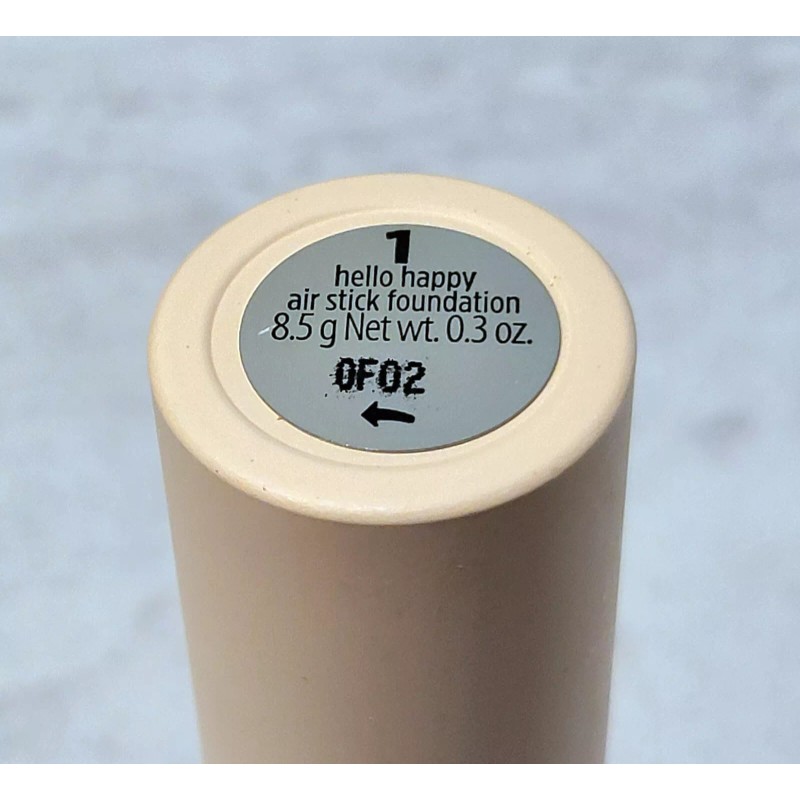 1
hello happy
air stick foundation
8.5 g Net wt. 0.3 oz.
0F02